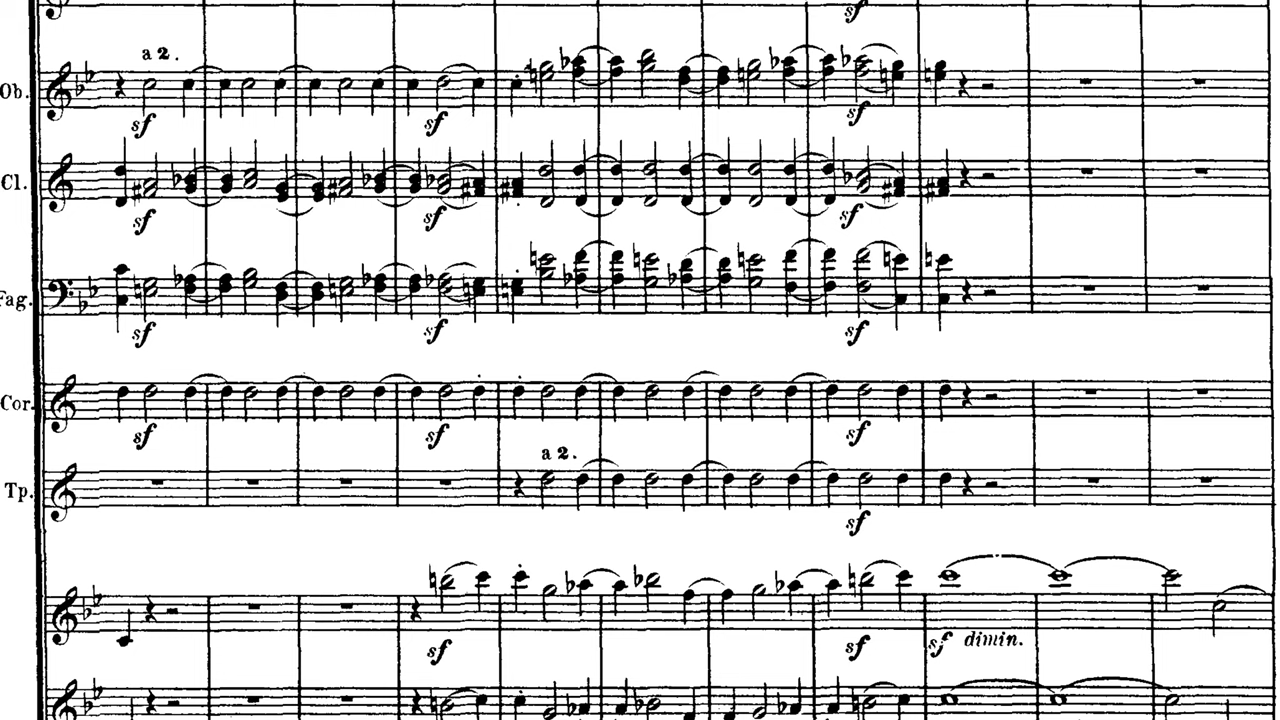 sf
a 2.
Ob.
sf sf sf
Cl.
sf sf sf
Fag.
sf sf sf
Cor.
sf sf sf
a 2.
Tp.
sf
sf sf sf dimin.